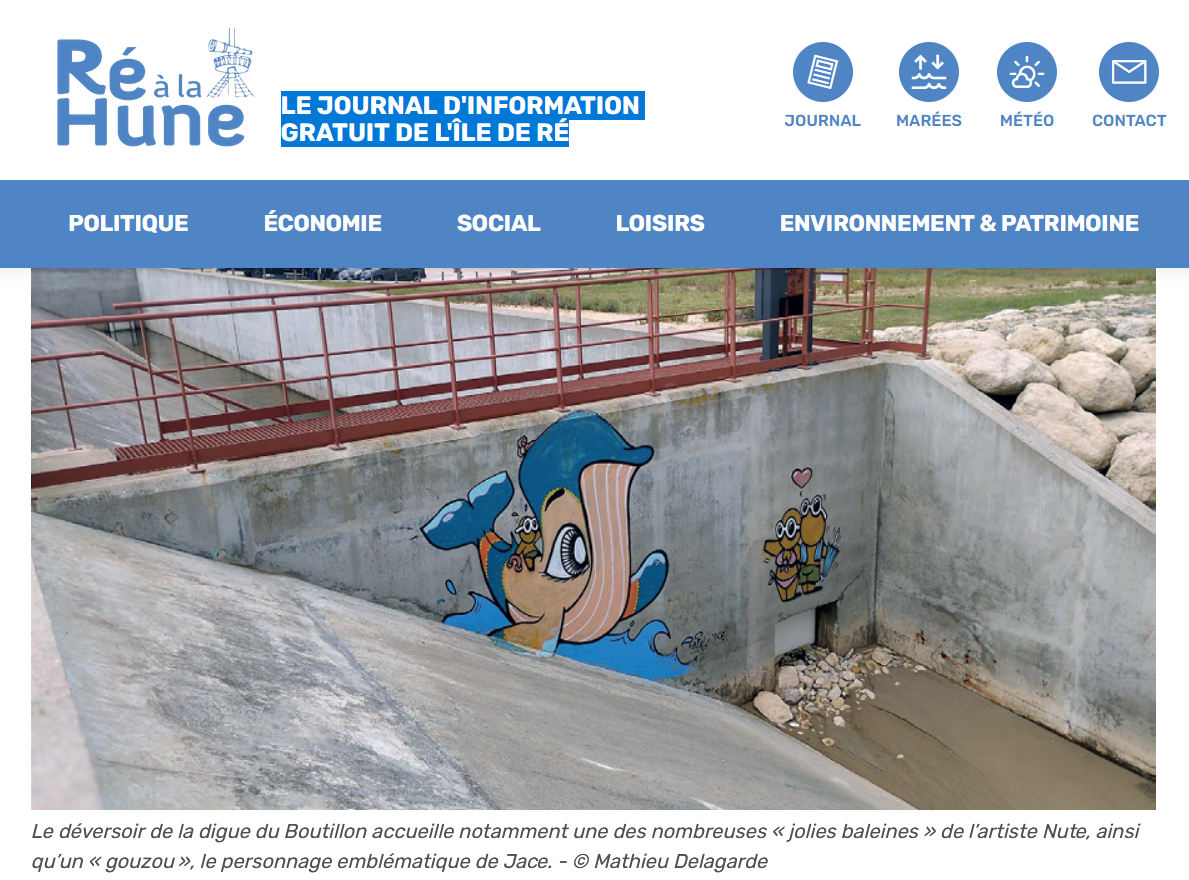 Ré à la
Hune
LE JOURNAL D'INFORMATION
GRATUIT DE L'ÎLE DE RÉ
JOURNAL
MARÉES
MÉTÉO
CONTACT
POLITIQUE
ÉCONOMIE
SOCIAL
LOISIRS
ENVIRONNEMENT & PATRIMOINE
Le déversoir de la digue du Boutillon accueille notamment une des nombreuses « jolies baleines » de l’artiste Nute, ainsi
qu’un « gouzou », le personnage emblématique de Jace. - © Mathieu Delagarde